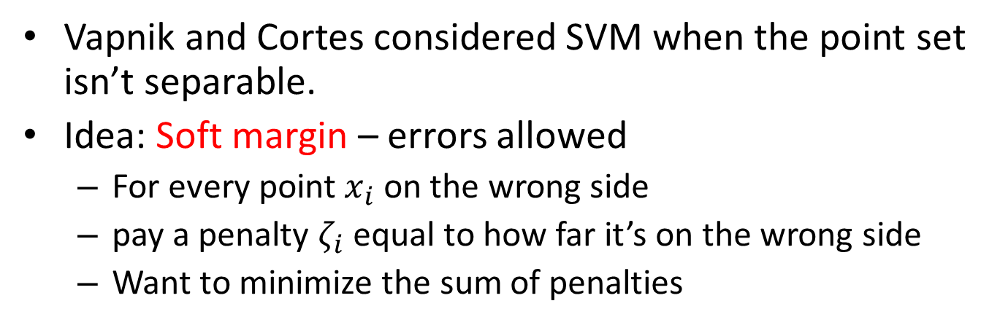 • Vapnik and Cortes considered SVM when the point set
isn’t separable.
• Idea: Soft margin – errors allowed
– For every point 𝑥ᵢ on the wrong side
– pay a penalty 𝜁ᵢ equal to how far it’s on the wrong side
– Want to minimize the sum of penalties